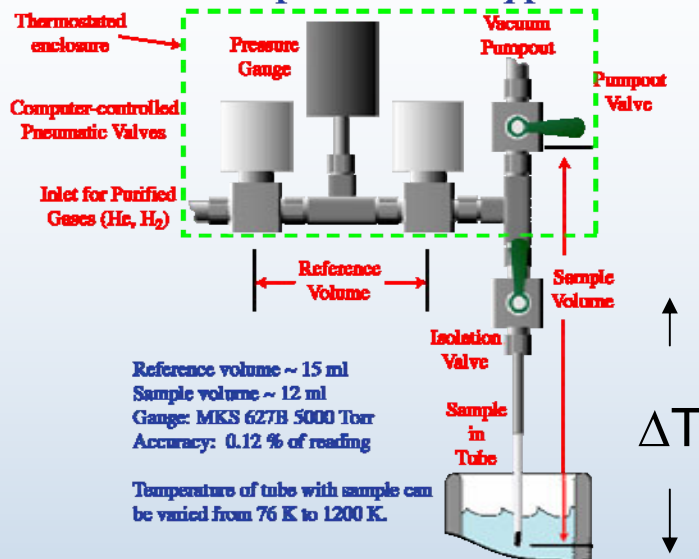 Thermostated
enclosure
Pressure
Gauge
Vacuum
Pumpout
Pumpout
Valve
Computer-controlled
Pneumatic Valves
Inlet for Purified
Gases (He, H₂)
Reference
Volume
Sample
Volume
Isolation
Valve
Reference volume ~ 15 ml
Sample volume ~ 12 ml
Gauge: MKS 627B 5000 Torr
Accuracy: 0.12 % of reading
Sample
in
Tube
ΔT
Temperature of tube with sample can
be varied from 76 K to 1200 K.